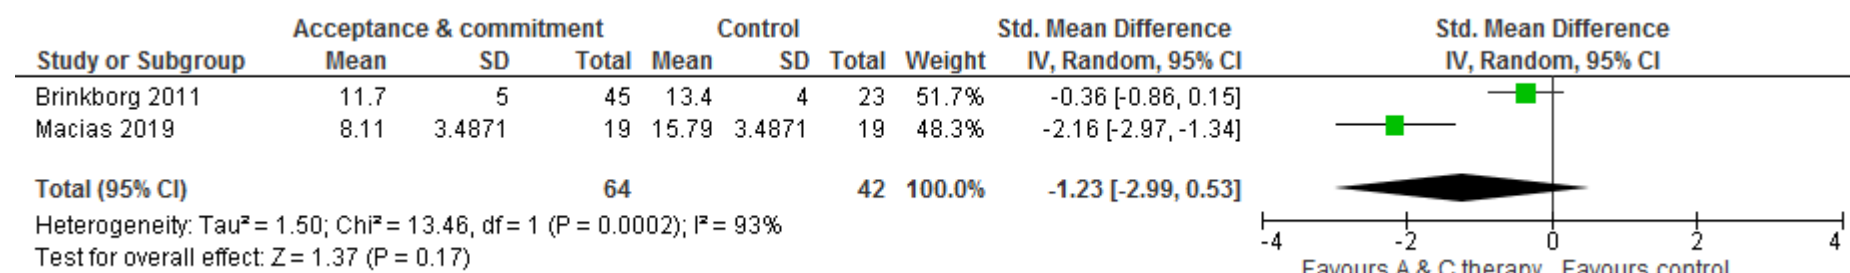 Acceptance & commitment Control Std. Mean Difference Std. Mean Difference
Study or Subgroup Mean SD Total Mean SD Total Weight IV, Random, 95% CI IV, Random, 95% CI
Brinkborg 2011 11.7 5 45 13.4 4 23 51.7% -0.36 [-0.86, 0.15]
Macias 2019 8.11 3.4871 19 15.79 3.4871 19 48.3% -2.16 [-2.97, -1.34]
Total (95% CI) 64 42 100.0% -1.23 [-2.99, 0.53]
Heterogeneity: Tau² = 1.50; Chi² = 13.46, df = 1 (P = 0.0002); I² = 93%
Test for overall effect: Z = 1.37 (P = 0.17)
-4 -2 0 2 4
Favours A & C therapy Favours control